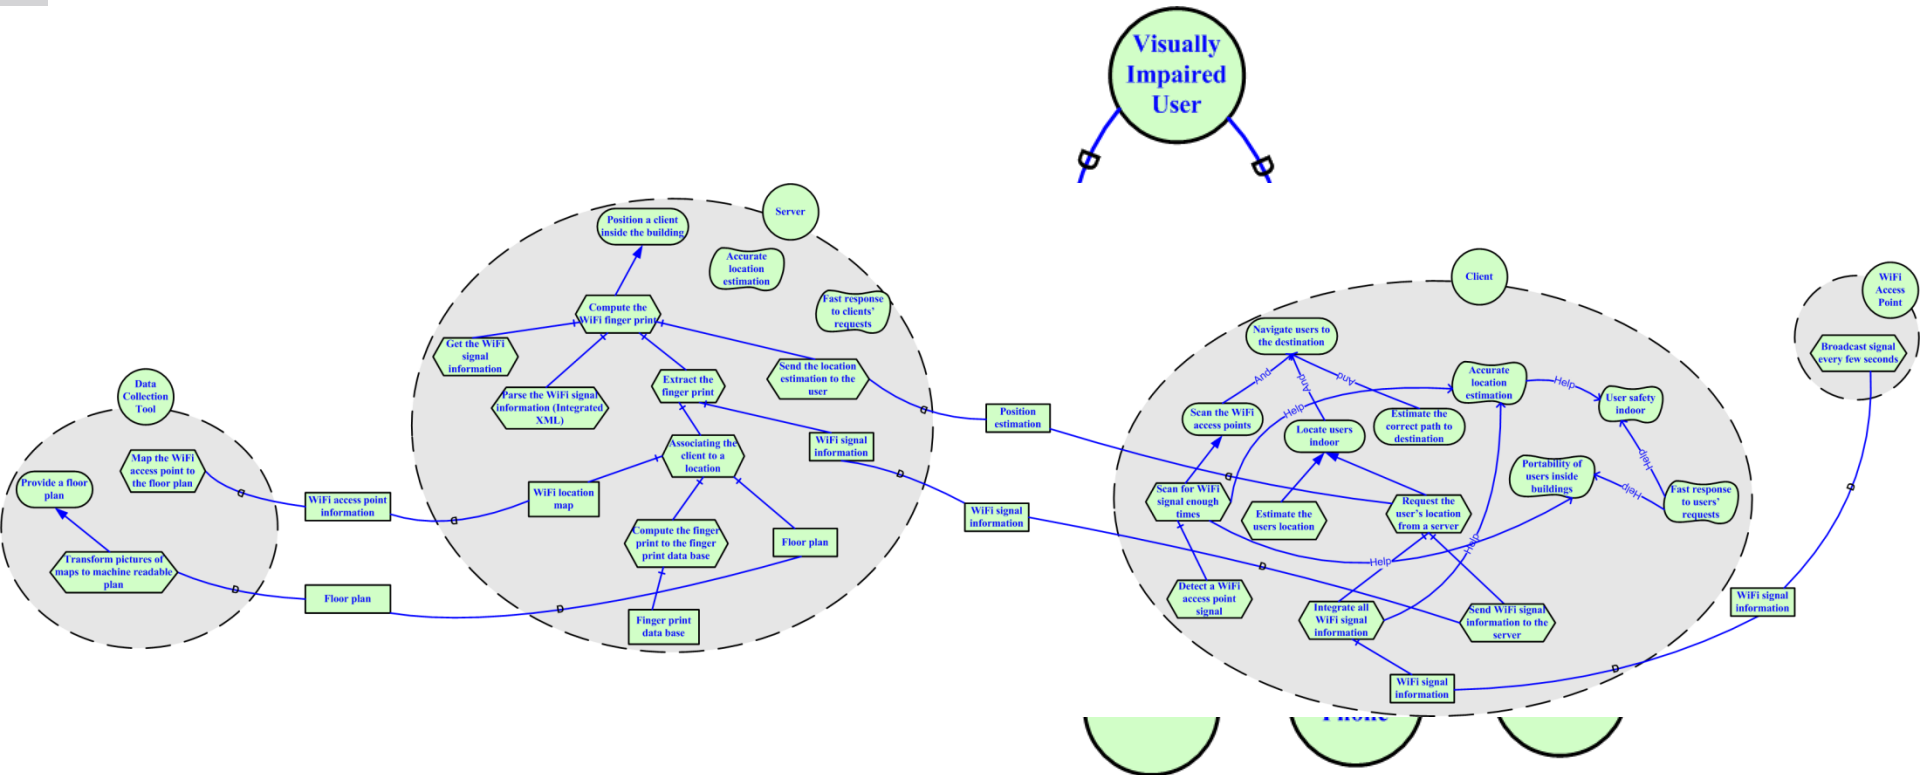 Visually
Impaired
User
Server
Position a client
inside the building
Accurate
location
estimation
Fast response
to clients'
requests
Compute the
WiFi finger print
Get the WiFi
signal
information
Parse the WiFi signal
information (Integrated
XML)
Extract the
finger print
Send the location
estimation to the
user
Associating the
client to a
location
WiFi signal
information
WiFi location
map
Compute the finger
print to the finger
print data base
Floor plan
Finger print
data base
Data
Collection
Tool
Map the WiFi
access point to
the floor plan
Provide a floor
plan
Transform pictures of
maps to machine readable
plan
WiFi access point
information
Floor plan
Position
estimation
WiFi signal
information
Client
Navigate users to
the destination
And
And
And
Scan the WiFi
access points
Locate users
indoor
Estimate the
correct path to
destination
Accurate
location
estimation
Help
User safety
indoor
Help
Portability of
users inside
buildings
Help
Help
Fast response
to users'
requests
Scan for WiFi
signal enough
times
Estimate the
users location
Request the
user's location
from a server
Help
Help
Detect a WiFi
access point
signal
Integrate all
WiFi signal
information
Send WiFi signal
information to the
server
WiFi signal
information
WiFi
Access
Point
Broadcast signal
every few seconds
WiFi signal
information
D
D
D
D
D
D
D
D
D
D
D
D
Phone